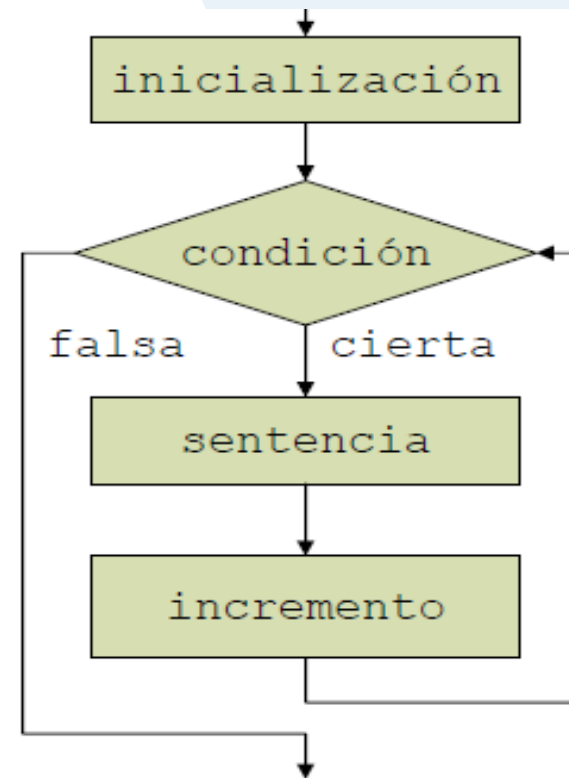 inicialización
condición
falsa cierta
sentencia
incremento